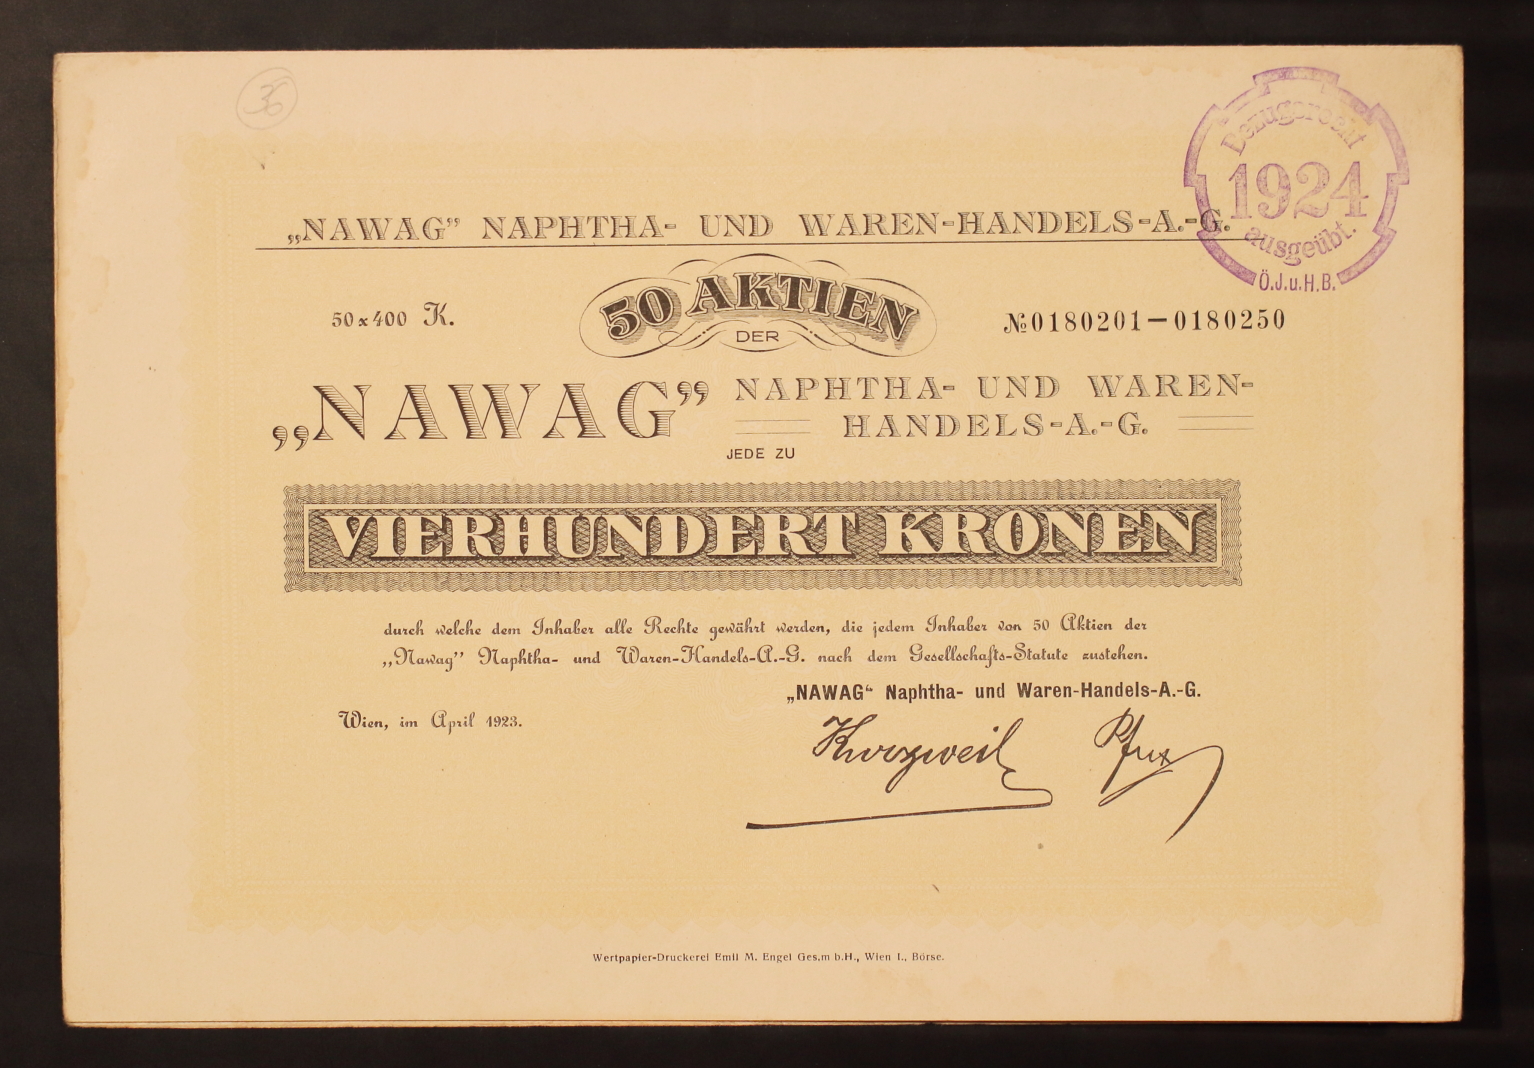 36
Bezugsrecht
1924
ausgeübt.
Ö.J.u.H.B.
„NAWAG” NAPHTHA- UND WAREN-HANDELS-A.-G.
50 AKTIEN
DER
50 x 400 K.
№ 0180201—0180250
„NAWAG” NAPHTHA- UND WAREN-
HANDELS-A.-G.
JEDE ZU
VIERHUNDERT KRONEN
durch welche dem Inhaber alle Rechte gewährt werden, die jedem Inhaber von 50 Aktien der
„Nawag” Naphtha- und Waren-Handels-A.-G. nach dem Gesellschafts-Statute zustehen.
„NAWAG“ Naphtha- und Waren-Handels-A.-G.
Wien, im April 1923.
Kurzweil
Wertpapier-Druckerei Emil M. Engel Ges.m b.H., Wien I., Börse.